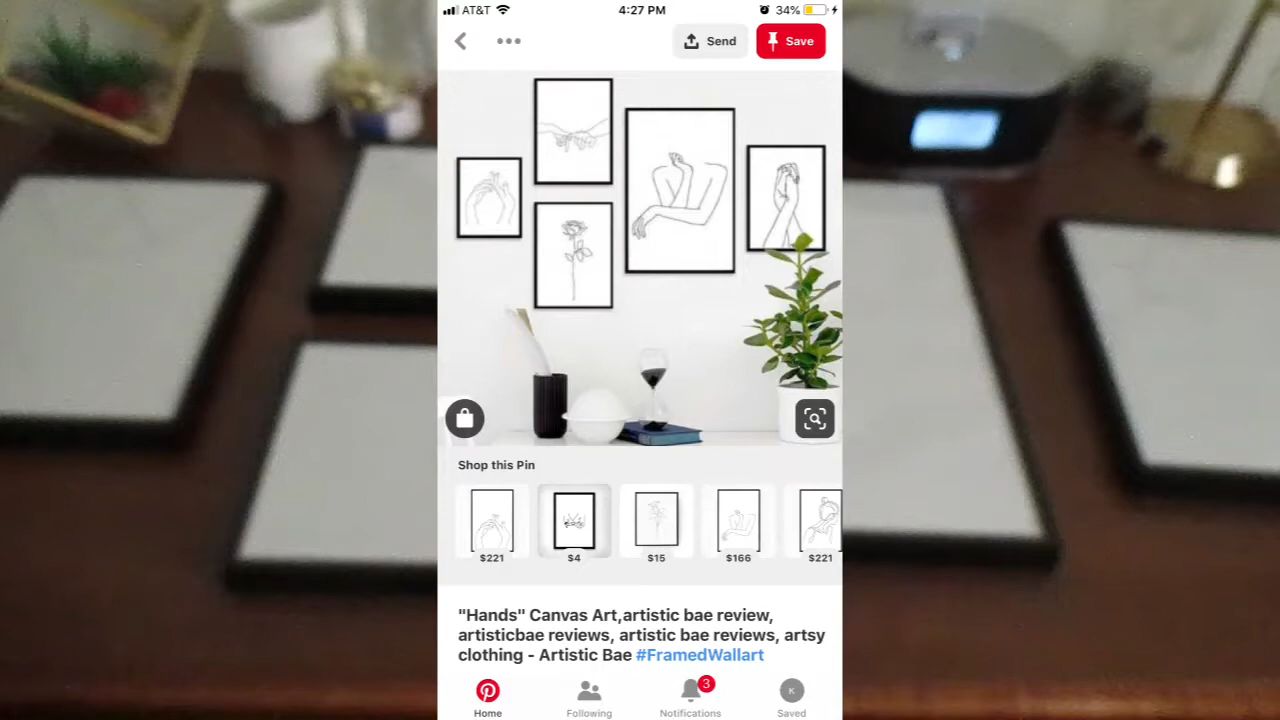 AT&T
4:27 PM
34%
Send
Save
Shop this Pin
$221
$4
$15
$166
$221
"Hands" Canvas Art,artistic bae review,
artisticbae reviews, artistic bae reviews, artsy
clothing - Artistic Bae #FramedWallart
3
K
Home
Following
Notifications
Saved